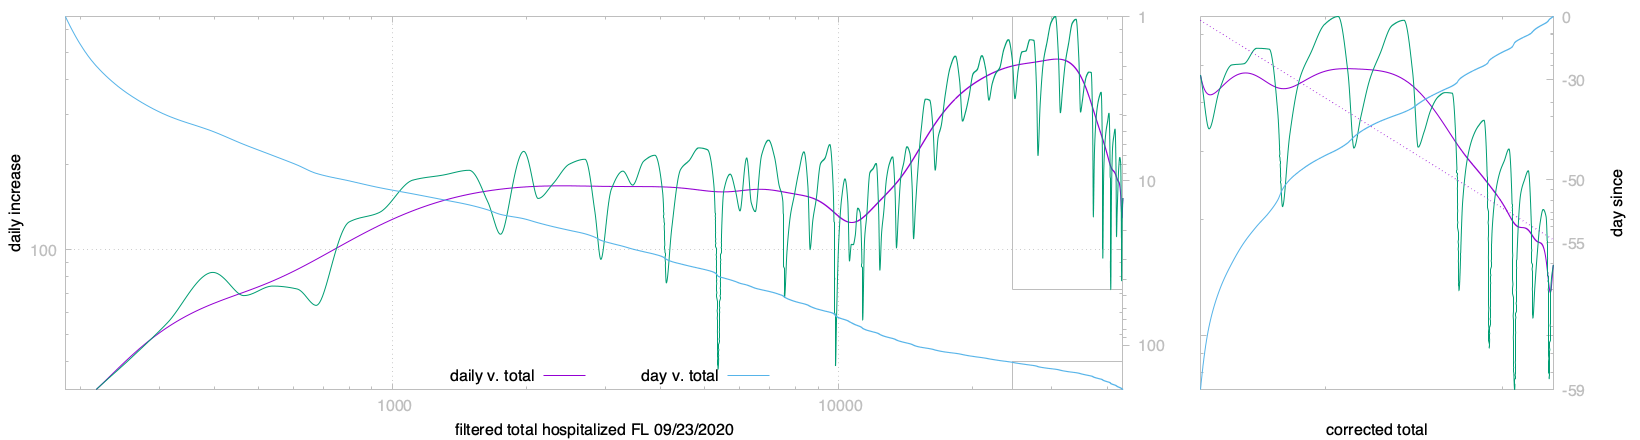 1
0
-30
10
-50
daily increase
day since
-55
100
100
daily v. total
day v. total
-59
1000
10000
filtered total hospitalized FL 09/23/2020
corrected total